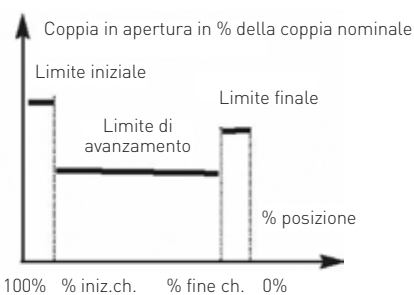 Coppia in apertura in % della coppia nominale
Limite iniziale
Limite finale
Limite di
avanzamento
% posizione
100% % iniz.ch. % fine ch. 0%